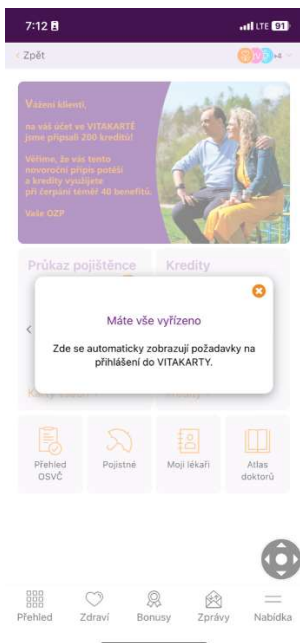 7:12
LTE 91
Zpět
+4
Vážení klienti,
na váš účet ve VITAKARTĚ
jsme připsali 200 kreditů!
Věříme, že vás tento
novoroční připis potěší
a kredity využijete
při čerpání téměř 40 benefitů.
Vaše OZP
Průkaz pojištěnce
Kredity
Máte vše vyřízeno
Zde se automaticky zobrazují požadavky na
přihlášení do VITAKARTY.
Přehled
OSVČ
Pojistné
Moji lékaři
Atlas
doktorů
Přehled
Zdraví
Bonusy
Zprávy
Nabídka